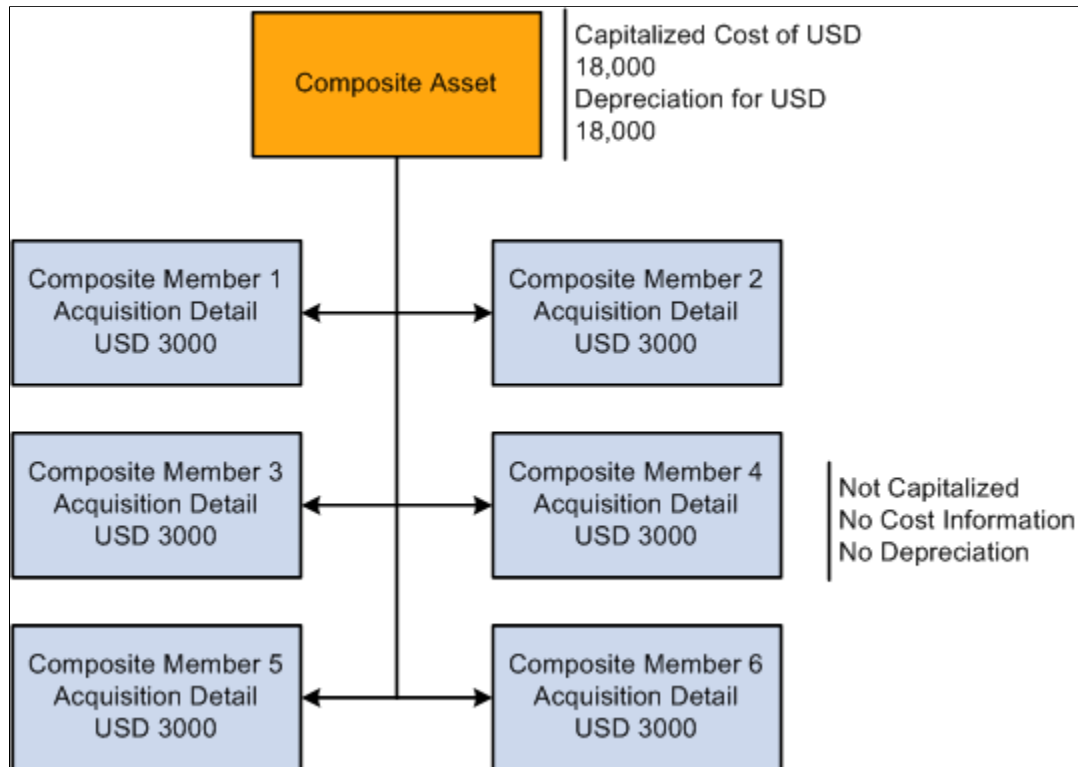 Composite Asset
Capitalized Cost of USD
18,000
Depreciation for USD
18,000
Composite Member 1
Acquisition Detail
USD 3000
Composite Member 2
Acquisition Detail
USD 3000
Composite Member 3
Acquisition Detail
USD 3000
Composite Member 4
Acquisition Detail
USD 3000
Not Capitalized
No Cost Information
No Depreciation
Composite Member 5
Acquisition Detail
USD 3000
Composite Member 6
Acquisition Detail
USD 3000